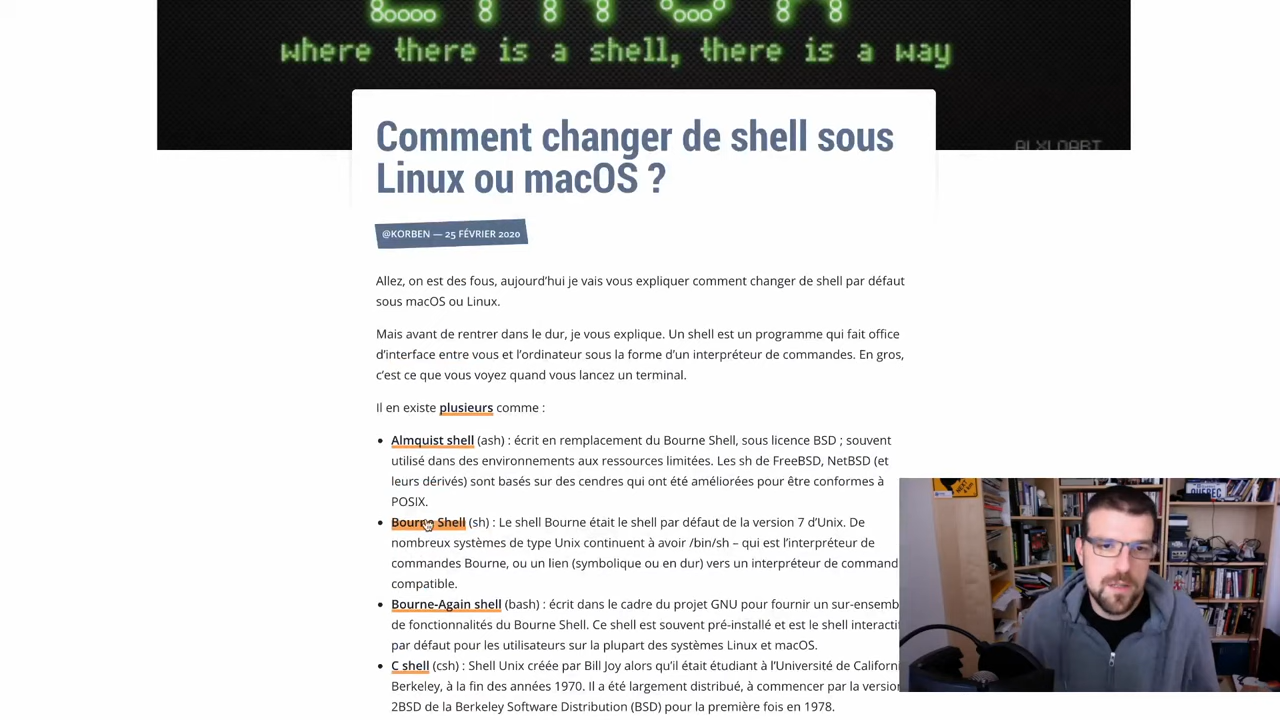 where there is a shell, there is a way
ALXLOART
Comment changer de shell sous
Linux ou macOS ?
@KORBEN — 25 FÉVRIER 2020
Allez, on est des fous, aujourd'hui je vais vous expliquer comment changer de shell par défaut
sous macOS ou Linux.
Mais avant de rentrer dans le dur, je vous explique. Un shell est un programme qui fait office
d'interface entre vous et l'ordinateur sous la forme d'un interpréteur de commandes. En gros,
c'est ce que vous voyez quand vous lancez un terminal.
Il en existe plusieurs comme :
• Almquist shell (ash) : écrit en remplacement du Bourne Shell, sous licence BSD ; souvent
utilisé dans des environnements aux ressources limitées. Les sh de FreeBSD, NetBSD (et
leurs dérivés) sont basés sur des cendres qui ont été améliorées pour être conformes à
POSIX.
• Bourne Shell (sh) : Le shell Bourne était le shell par défaut de la version 7 d'Unix. De
nombreux systèmes de type Unix continuent à avoir /bin/sh – qui est l'interpréteur de
commandes Bourne, ou un lien (symbolique ou en dur) vers un interpréteur de command
compatible.
• Bourne-Again shell (bash) : écrit dans le cadre du projet GNU pour fournir un sur-ensemb
de fonctionnalités du Bourne Shell. Ce shell est souvent pré-installé et est le shell interacti
par défaut pour les utilisateurs sur la plupart des systèmes Linux et macOS.
• C shell (csh) : Shell Unix créée par Bill Joy alors qu'il était étudiant à l'Université de Californi
Berkeley, à la fin des années 1970. Il a été largement distribué, à commencer par la version
2BSD de la Berkeley Software Distribution (BSD) pour la première fois en 1978.
QUÉBEC